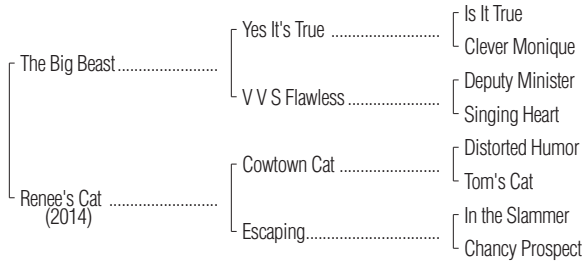 Is It True
Yes It's True ....................
Clever Monique
The Big Beast....................
Deputy Minister
V V S Flawless .................
Singing Heart
Distorted Humor
Cowtown Cat ...................
Tom's Cat
Renee's Cat .....................
(2014)
In the Slammer
Escaping.........................
Chancy Prospect